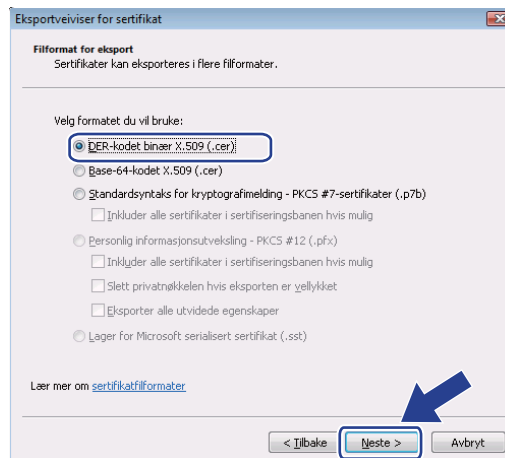 Eksportveiviser for sertifikat
Filformat for eksport
Sertifikater kan eksporteres i flere filformater.
Velg formatet du vil bruke:
DER-kodet binær X.509 (.cer)
Base-64-kodet X.509 (.cer)
Standardsyntaks for kryptografimelding - PKCS #7-sertifikater (.p7b)
Inkluder alle sertifikater i sertifiseringsbanen hvis mulig
Personlig informasjonsutveksling - PKCS #12 (.pfx)
Inkluder alle sertifikater i sertifiseringsbanen hvis mulig
Slett privatnøkkelen hvis eksporten er vellykket
Eksporter alle utvidede egenskaper
Lager for Microsoft serialisert sertifikat (.sst)
Lær mer om sertifikatfilformater
< Tilbake Neste > Avbryt